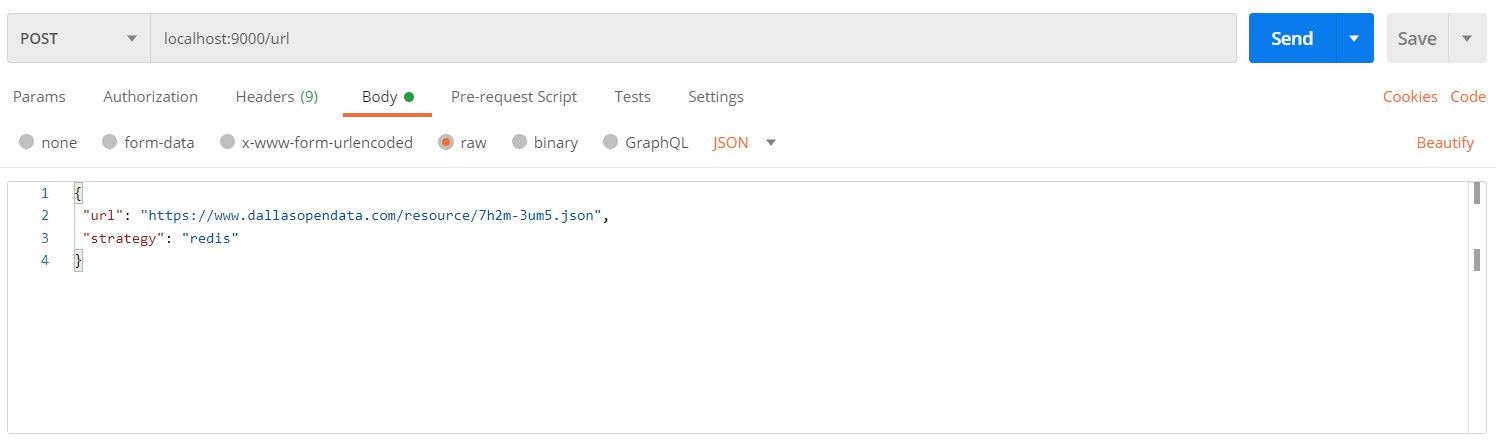 POST localhost:9000/url Send Save
Params Authorization Headers (9) Body Pre-request Script Tests Settings Cookies Code
none form-data x-www-form-urlencoded raw binary GraphQL JSON Beautify
1 {
2 "url": "https://www.dallasopendata.com/resource/7h2m-3um5.json",
3 "strategy": "redis"
4 }